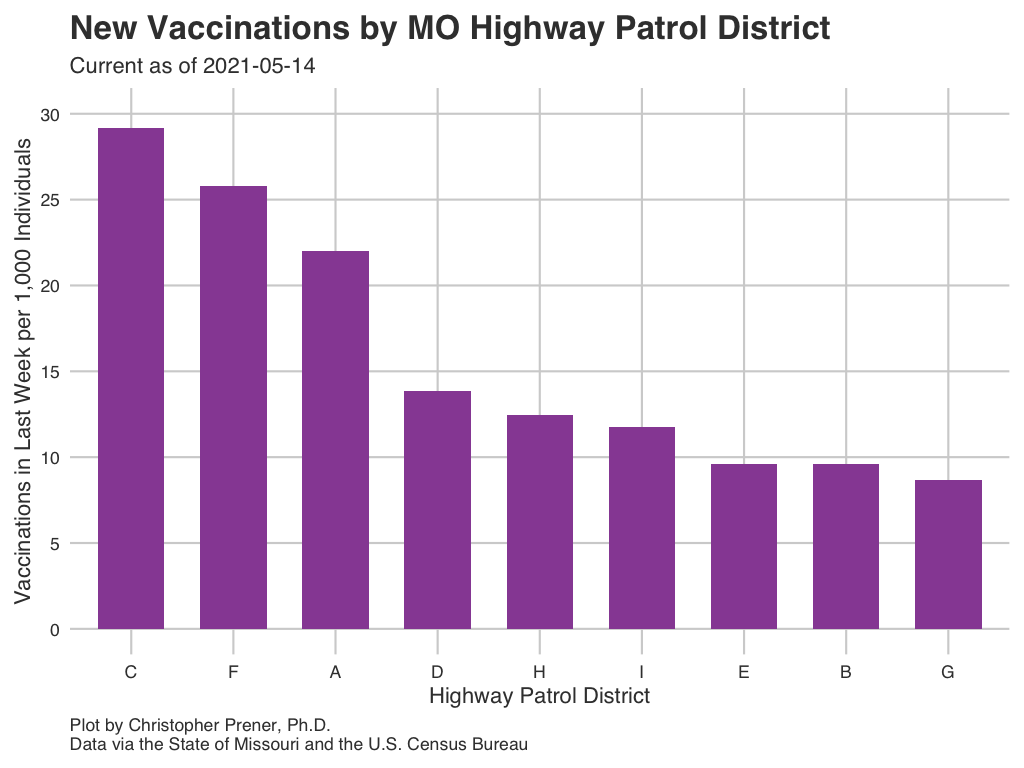 New Vaccinations by MO Highway Patrol District
Current as of 2021-05-14
Vaccinations in Last Week per 1,000 Individuals
30
25
20
15
10
5
0
C F A D H I E B G
Highway Patrol District
Plot by Christopher Prener, Ph.D.
Data via the State of Missouri and the U.S. Census Bureau